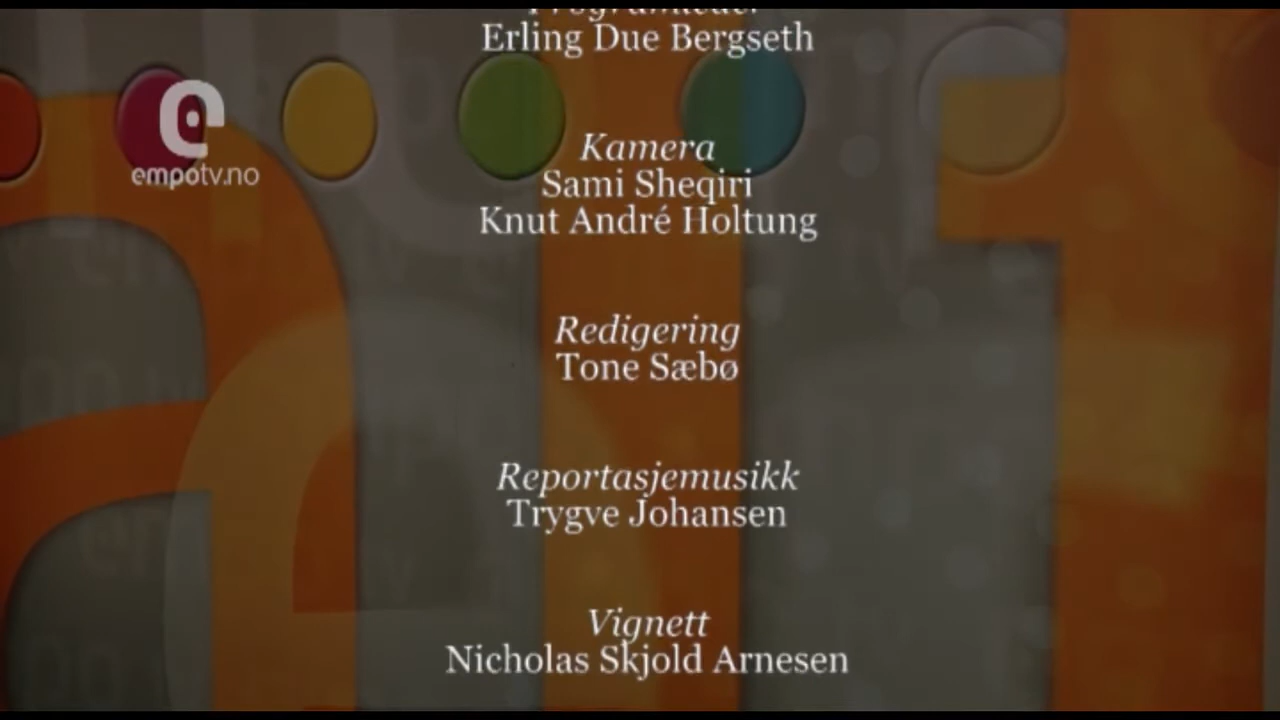 Programleder
Erling Due Bergseth
empotv.no
Kamera
Sami Sheqiri
Knut André Holtung
Redigering
Tone Sæbø
Reportasjemusikk
Trygve Johansen
Vignett
Nicholas Skjold Arnesen